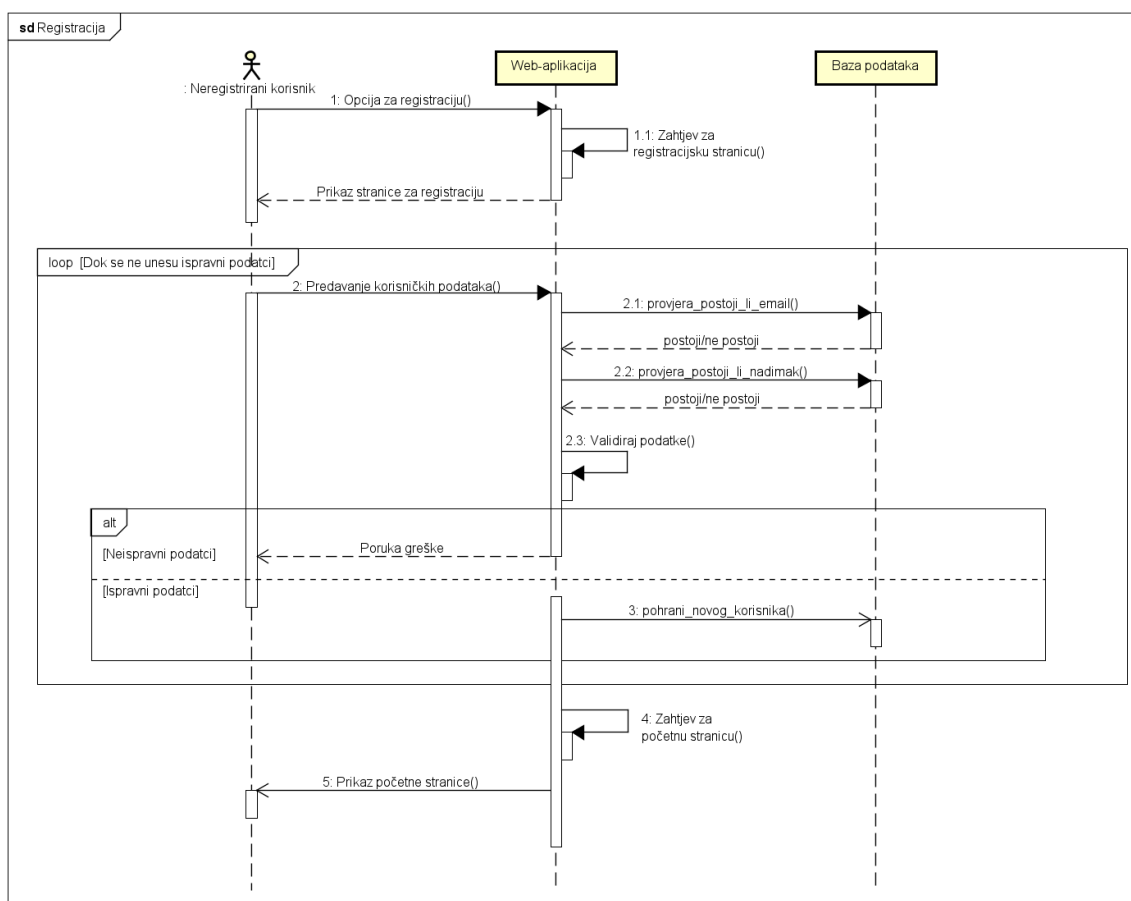 sd Registracija
: Neregistrirani korisnik
Web-aplikacija
Baza podataka
1: Opcija za registraciju()
1.1: Zahtjev za
registracijsku stranicu()
Prikaz stranice za registraciju
loop [Dok se ne unesu ispravni podatci]
2: Predavanje korisničkih podataka()
2.1: provjera_postoji_li_email()
postoji/ne postoji
2.2: provjera_postoji_li_nadimak()
postoji/ne postoji
2.3: Validiraj podatke()
alt
[Neispravni podatci]
Poruka greške
[Ispravni podatci]
3: pohrani_novog_korisnika()
4: Zahtjev za
početnu stranicu()
5: Prikaz početne stranice()